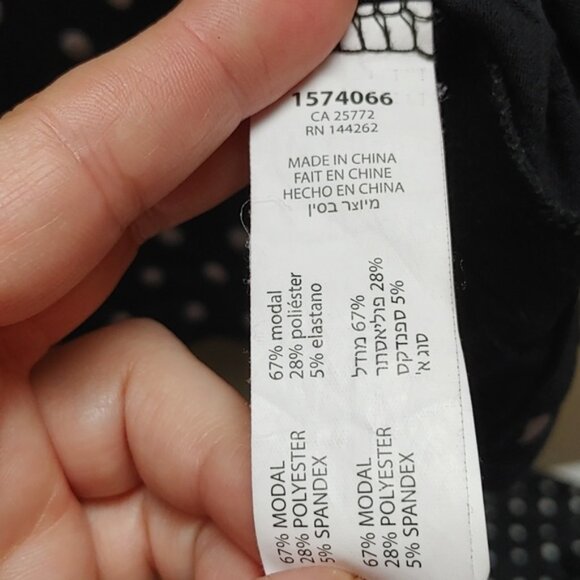 1574066
CA 25772
RN 144262
MADE IN CHINA
FAIT EN CHINE
HECHO EN CHINA
מיוצר בסין
67% modal
28% poliéster
5% elastano
67% מודל
28% פוליאסתר
5% ספנדקס
סוג א'
67% MODAL
28% POLYESTER
5% SPANDEX
67% MODAL
28% POLYESTER
5% SPANDEX